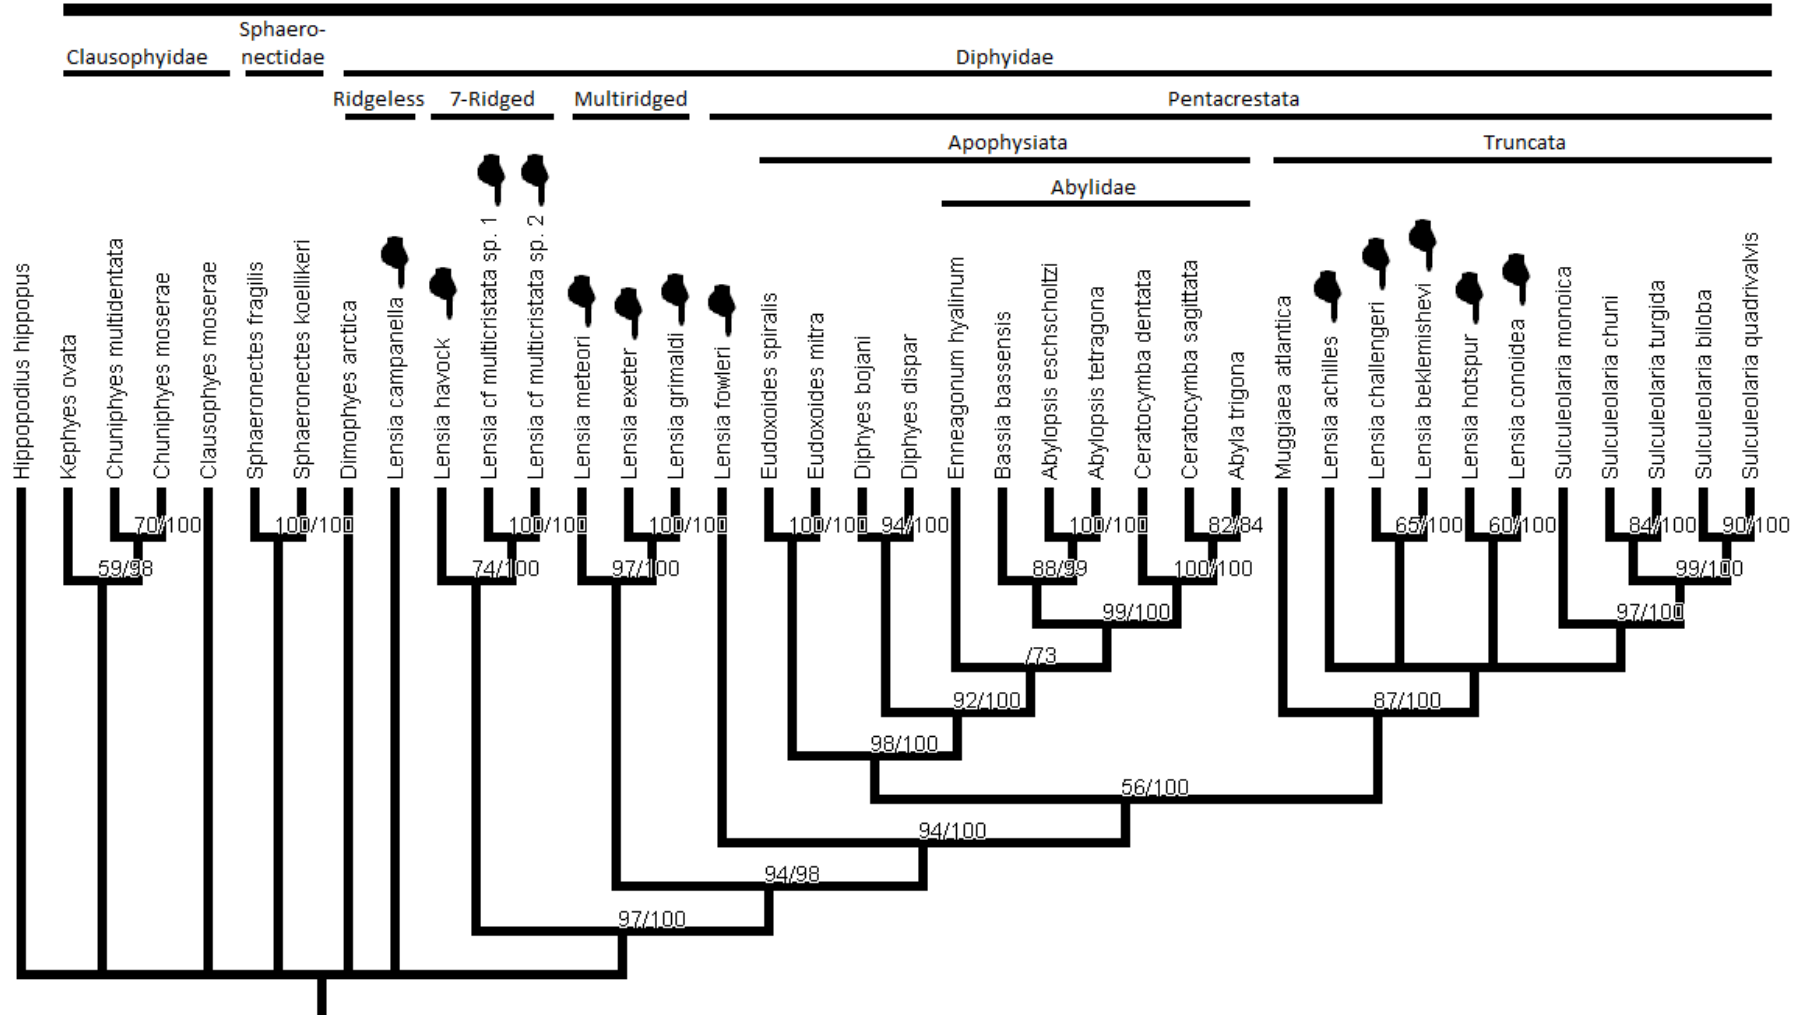 Sphaero-
Clausophyidae nectidae Diphyidae
Ridgeless 7-Ridged Multiridged Pentacrestata
Apophysiata Truncata
Abylidae
Hippopodius hippopus
Kephyes ovata
Chuniphyes multidentata
Chuniphyes moserae
Clausophyes moserae
Sphaeronectes fragilis
Sphaeronectes koellikeri
Dimophyes arctica
Lensia campanella
Lensia havock
Lensia cf multicristata sp. 1
Lensia cf multicristata sp. 2
Lensia meteori
Lensia exeter
Lensia grimaldi
Lensia fowleri
Eudoxoides spiralis
Eudoxoides mitra
Diphyes bojani
Diphyes dispar
Enneagonum hyalinum
Bassia bassensis
Abylopsis eschscholtzi
Abylopsis tetragona
Ceratocymba dentata
Ceratocymba sagittata
Abyla trigona
Muggiaea atlantica
Lensia achilles
Lensia challengeri
Lensia beklemishevi
Lensia hotspur
Lensia conoidea
Sulculeolaria monoica
Sulculeolaria chuni
Sulculeolaria turgida
Sulculeolaria biloba
Sulculeolaria quadrivalvis
70/100 100/100 100/100 100/100 100/100 94/100 100/100 82/84 65/100 60/100 84/100 90/100
59/98 74/100 97/100 88/99 100/100 99/100
99/100 97/100
/73
92/100 87/100
98/100
56/100
94/100
94/98
97/100